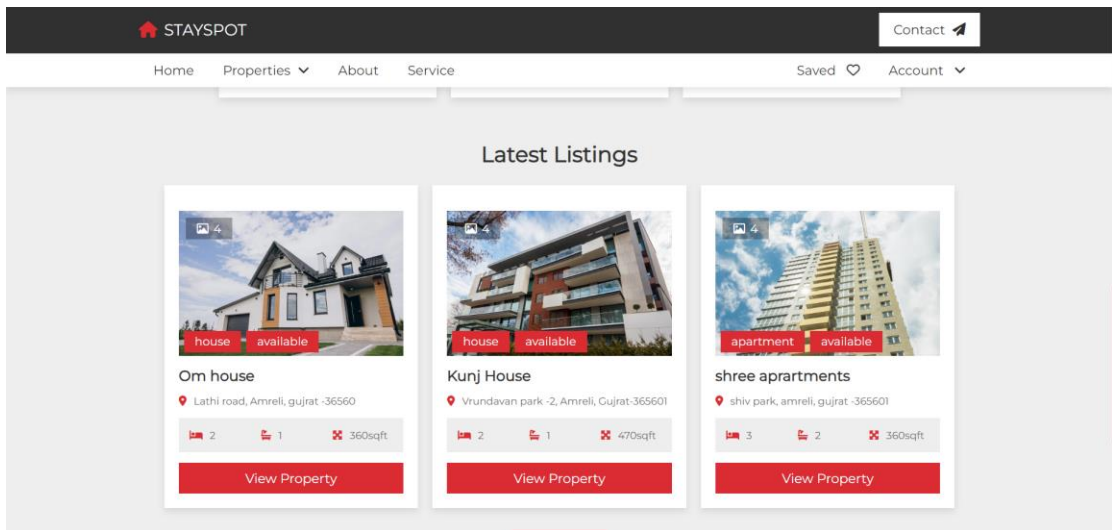 STAYSPOT
Contact
Home Properties About Service Saved Account
Latest Listings
4
house available
Om house
Lathi road, Amreli, gujrat -36560
2 1 360sqft
View Property
4
house available
Kunj House
Vrundavan park -2, Amreli, Gujrat-365601
2 1 470sqft
View Property
4
apartment available
shree aprartments
shiv park, amreli, gujrat -365601
3 2 360sqft
View Property